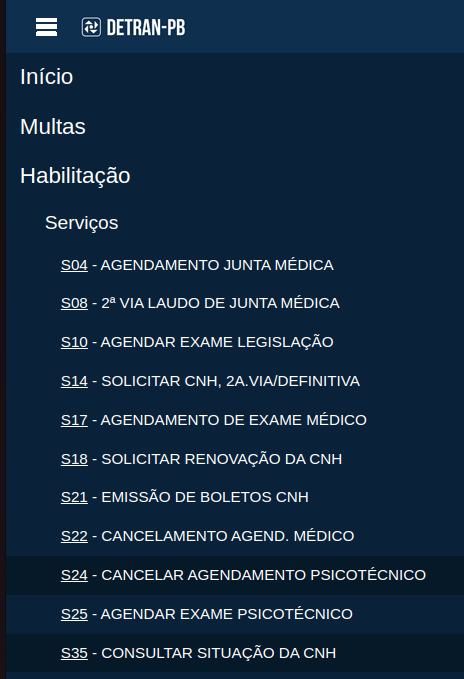 DETRAN-PB
Início
Multas
Habilitação
Serviços
S04 - AGENDAMENTO JUNTA MÉDICA
S08 - 2ª VIA LAUDO DE JUNTA MÉDICA
S10 - AGENDAR EXAME LEGISLAÇÃO
S14 - SOLICITAR CNH, 2A.VIA/DEFINITIVA
S17 - AGENDAMENTO DE EXAME MÉDICO
S18 - SOLICITAR RENOVAÇÃO DA CNH
S21 - EMISSÃO DE BOLETOS CNH
S22 - CANCELAMENTO AGEND. MÉDICO
S24 - CANCELAR AGENDAMENTO PSICOTÉCNICO
S25 - AGENDAR EXAME PSICOTÉCNICO
S35 - CONSULTAR SITUAÇÃO DA CNH